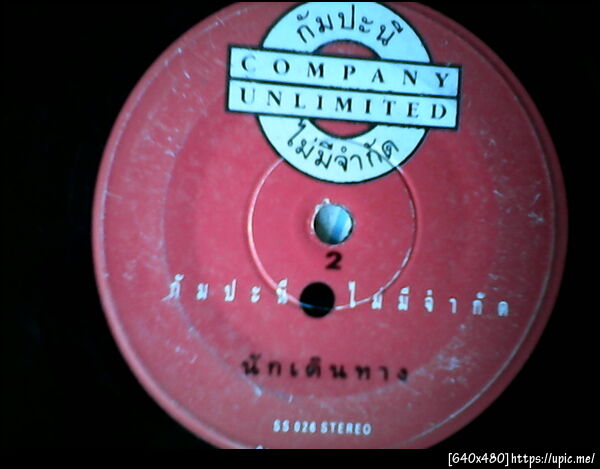 กัมปะนี
COMPANY
UNLIMITED
ไม่มีจำกัด
2
กัมปะนี ไม่มีจำกัด
นักเดินทาง
SS 026 STEREO
[640x480]https://upic.me/